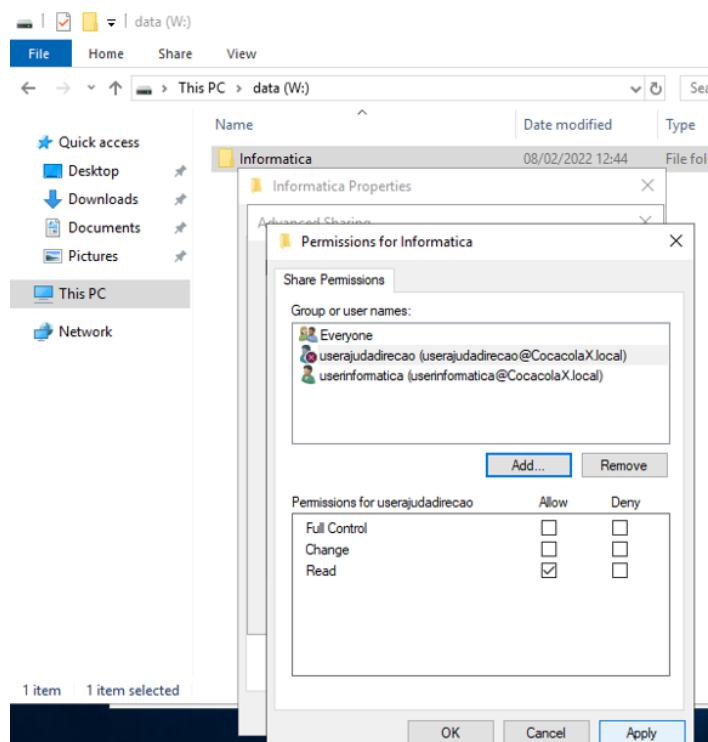 data (W:)
File Home Share View
This PC > data (W:)
Name Date modified Type
Quick access
Informatica 08/02/2022 12:44 File fol
Desktop
Informatica Properties
Downloads
Documents
Permissions for Informatica
Pictures
Share Permissions
This PC
Group or user names:
Network
Everyone
userajudadirecao (userajudadirecao@CocacolaX.local)
userinformatica (userinformatica@CocacolaX.local)
Add... Remove
Permissions for userajudadirecao Allow Deny
Full Control
Change
Read
1 item 1 item selected
OK Cancel Apply